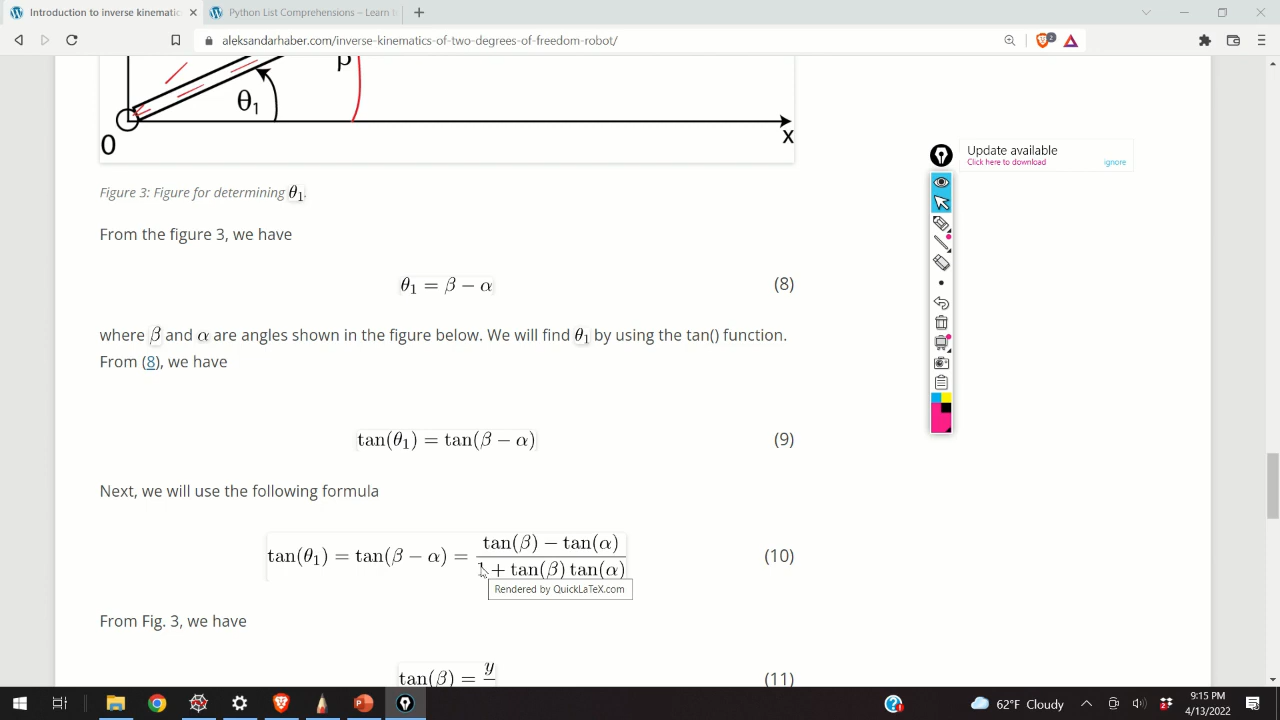 Introduction to inverse kinematic
Python List Comprehensions – Learn
aleksandarhaber.com/inverse-kinematics-of-two-degrees-of-freedom-robot/
2
β
θ1
0
x
Update available
Click here to download
ignore
Figure 3: Figure for determining θ1.
From the figure 3, we have
θ1 = β − α (8)
where β and α are angles shown in the figure below. We will find θ1 by using the tan() function.
From (8), we have
tan(θ1) = tan(β − α) (9)
Next, we will use the following formula
tan(θ1) = tan(β − α) = tan(β) − tan(α) / 1 + tan(β) tan(α) (10)
Rendered by QuickLaTeX.com
From Fig. 3, we have
tan(β) = y (11)
62°F Cloudy
9:15 PM
4/13/2022